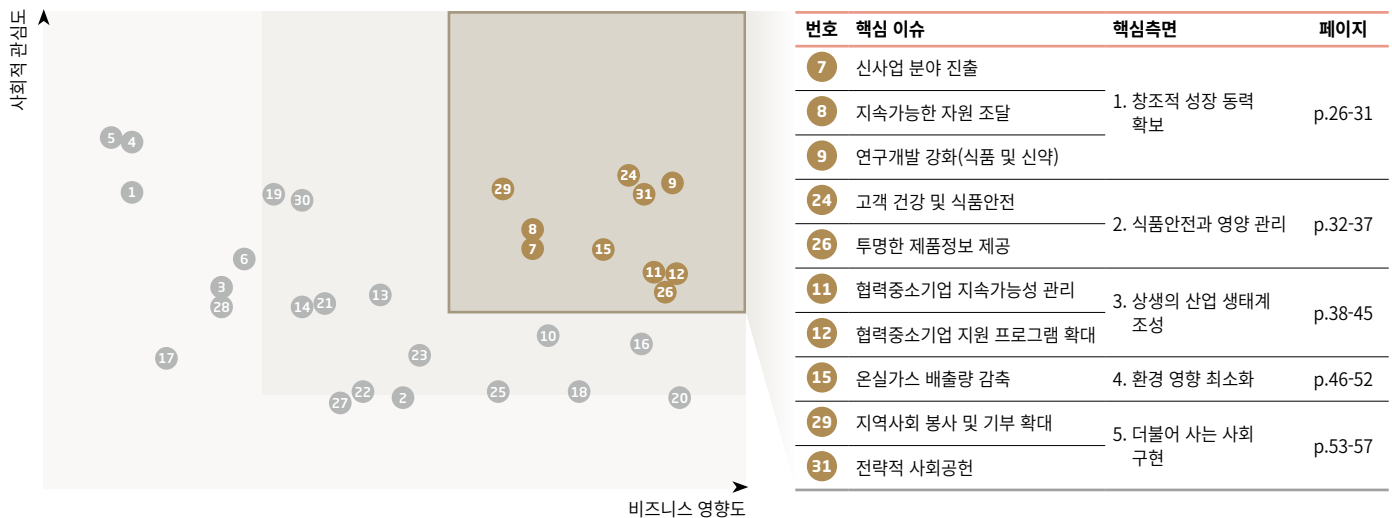 사회적 관심도
5
4
1
19
30
6
3
28
14
21
13
17
23
22
27
2
29
24
31
9
8
7
15
11
12
26
10
16
25
18
20
비즈니스 영향도
번호 핵심 이슈 핵심측면 페이지
7 신사업 분야 진출
8 지속가능한 자원 조달
9 연구개발 강화(식품 및 신약)
1. 창조적 성장 동력
확보
p.26-31
24 고객 건강 및 식품안전
26 투명한 제품정보 제공
2. 식품안전과 영양 관리
p.32-37
11 협력중소기업 지속가능성 관리
12 협력중소기업 지원 프로그램 확대
3. 상생의 산업 생태계
조성
p.38-45
15 온실가스 배출량 감축 4. 환경 영향 최소화 p.46-52
29 지역사회 봉사 및 기부 확대
31 전략적 사회공헌
5. 더불어 사는 사회
구현
p.53-57